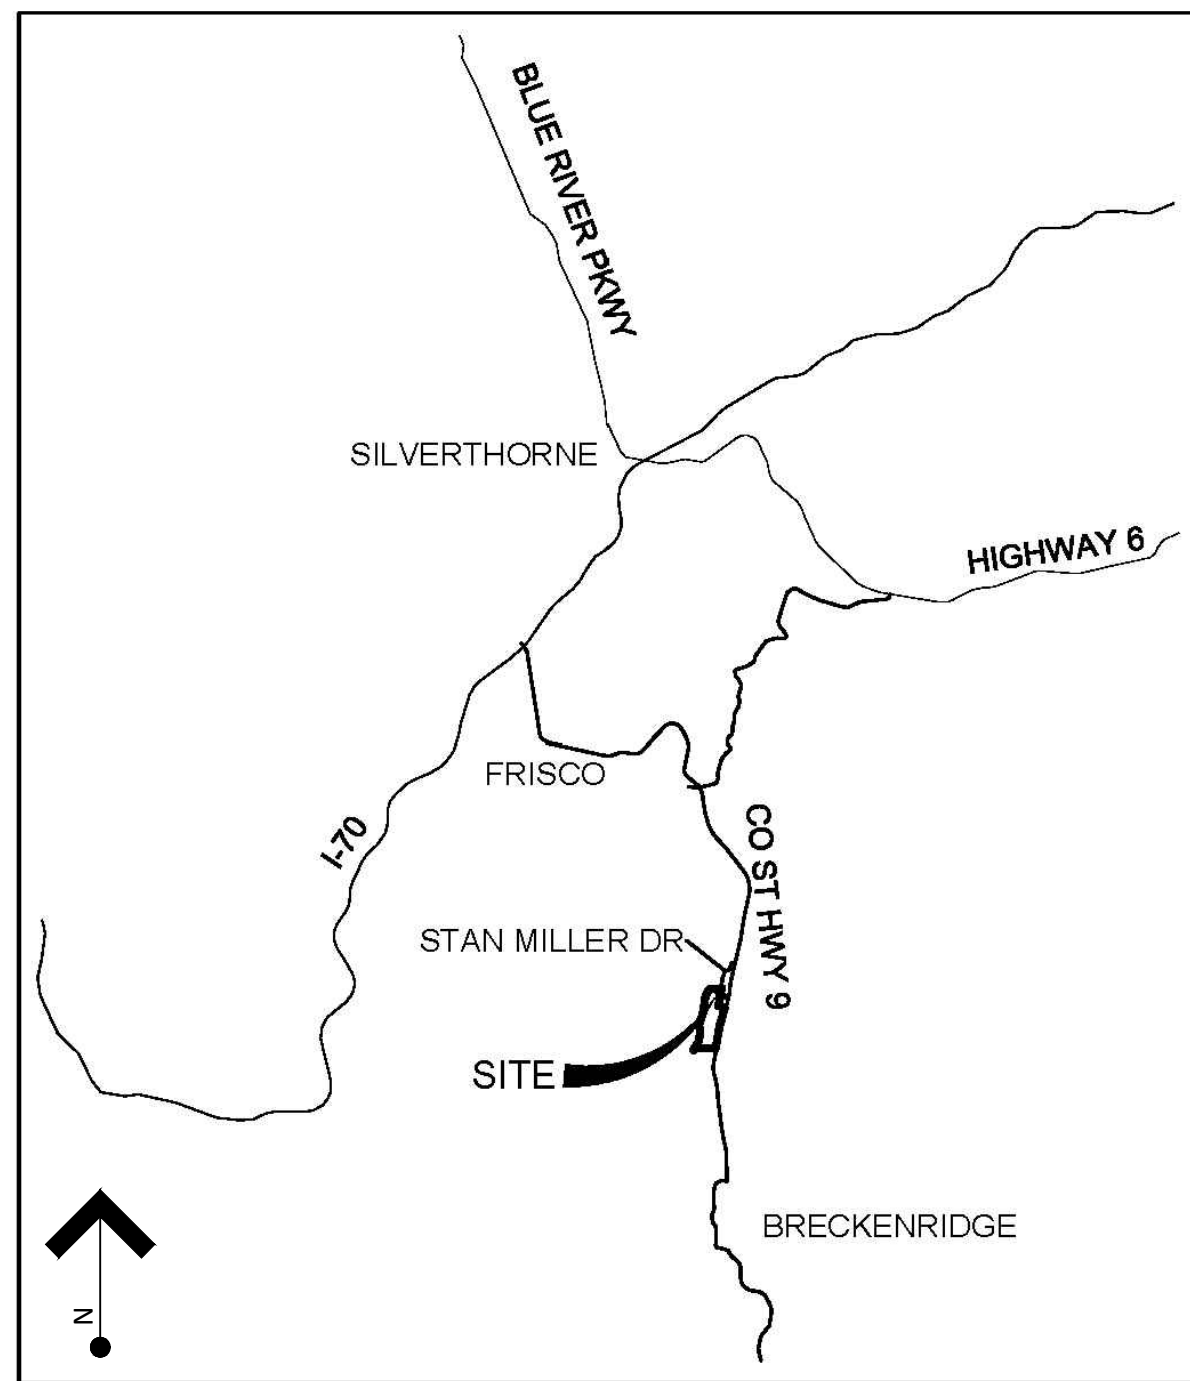 BLUE RIVER PKWY
SILVERTHORNE
HIGHWAY 6
FRISCO
I-70
CO ST HWY 9
STAN MILLER DR
SITE
BRECKENRIDGE
N